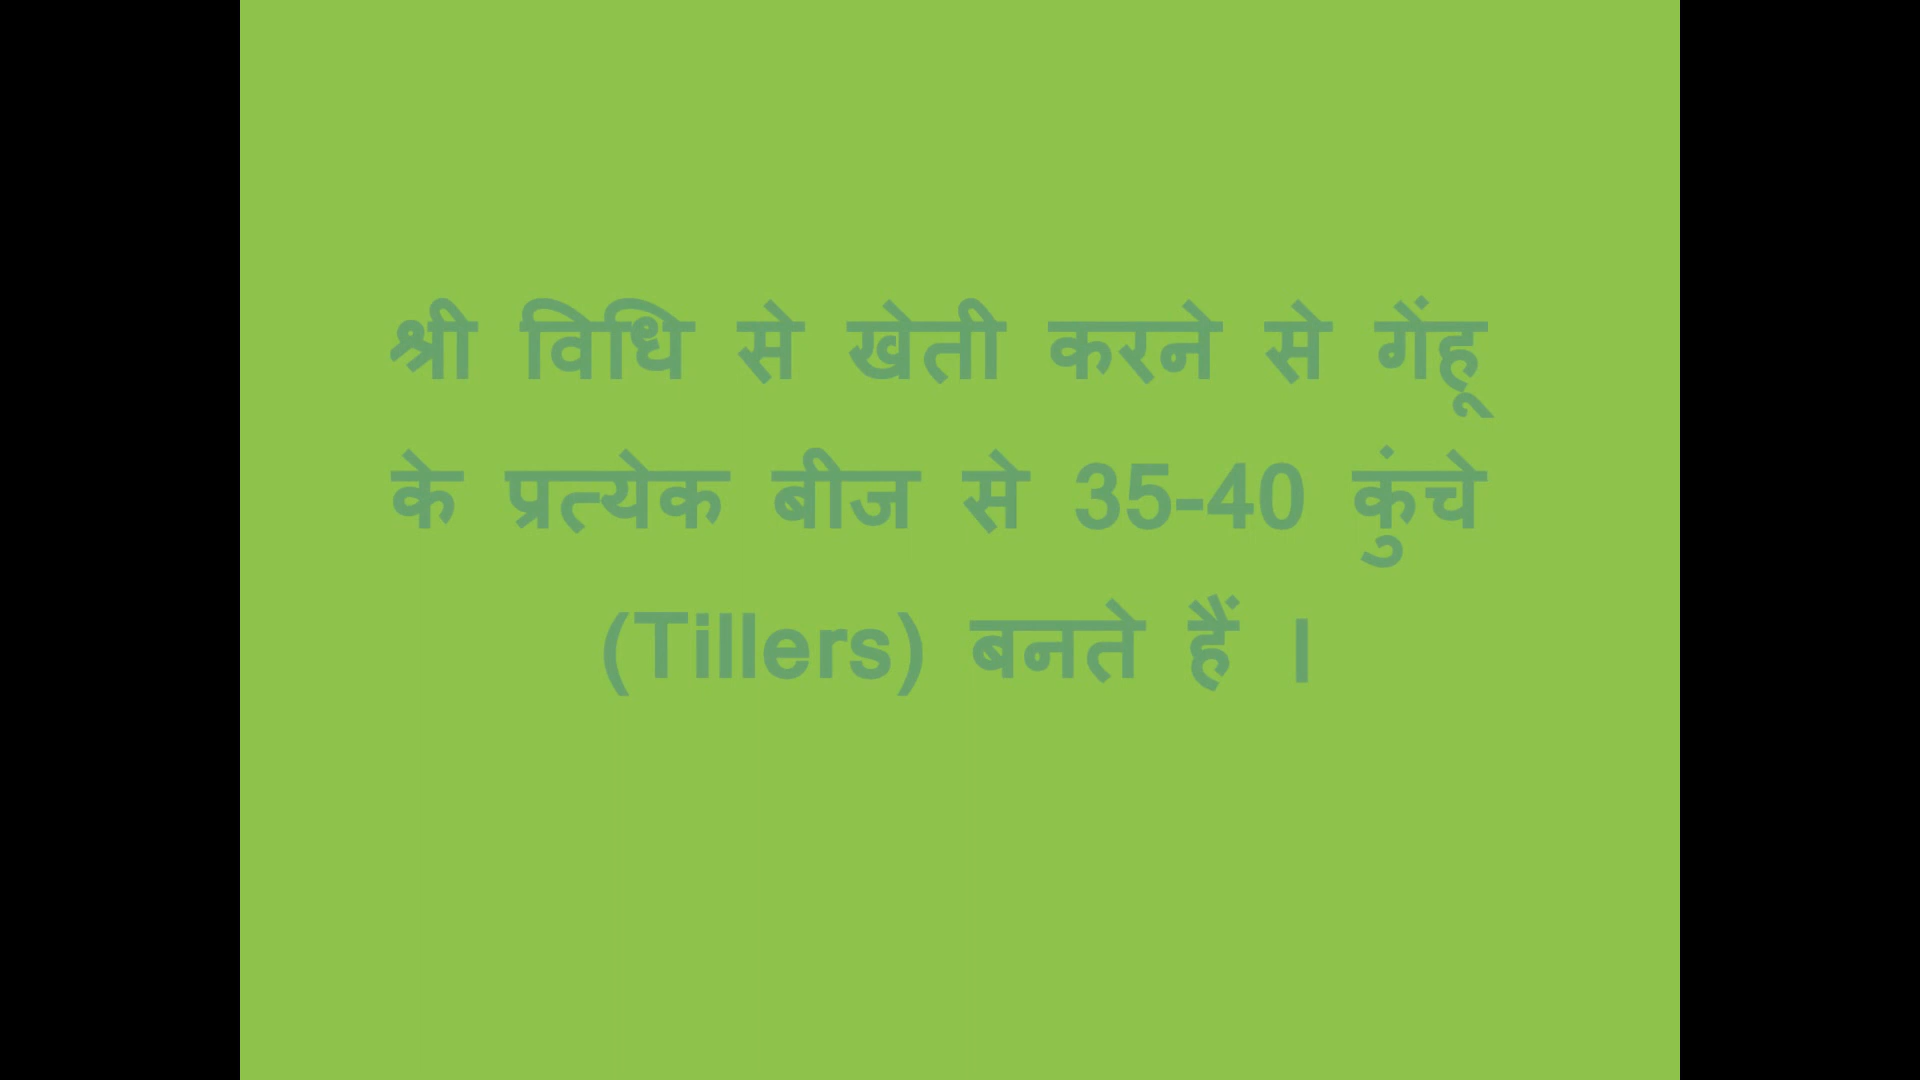 श्री विधि से खेती करने से गेंहू
के प्रत्येक बीज से 35-40 कुंचे
(Tillers) बनते हैं ।